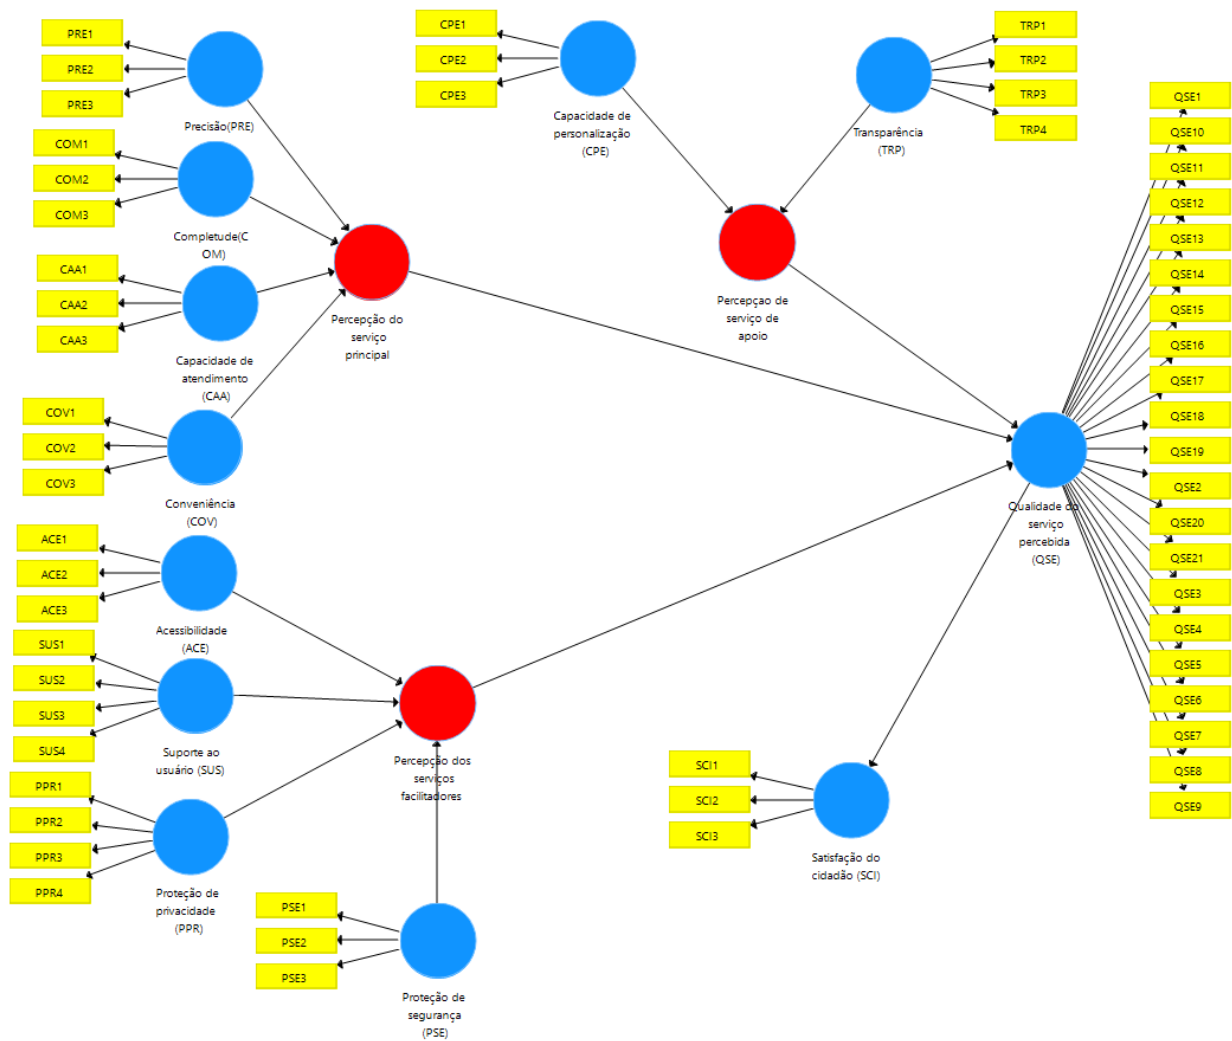 PRE1
PRE2
PRE3
Precisão(PRE)
COM1
COM2
COM3
Completude(C
OM)
CAA1
CAA2
CAA3
Capacidade de
atendimento
(CAA)
COV1
COV2
COV3
Conveniência
(COV)
Percepção do
serviço
principal
CPE1
CPE2
CPE3
Capacidade de
personalização
(CPE)
TRP1
TRP2
TRP3
TRP4
Transparência
(TRP)
Percepçao de
serviço de
apoio
ACE1
ACE2
ACE3
Acessibilidade
(ACE)
SUS1
SUS2
SUS3
SUS4
Suporte ao
usuário (SUS)
PPR1
PPR2
PPR3
PPR4
Proteção de
privacidade
(PPR)
PSE1
PSE2
PSE3
Proteção de
segurança
(PSE)
Percepção dos
serviços
facilitadores
QSE1
QSE10
QSE11
QSE12
QSE13
QSE14
QSE15
QSE16
QSE17
QSE18
QSE19
QSE2
QSE20
QSE21
QSE3
QSE4
QSE5
QSE6
QSE7
QSE8
QSE9
Qualidade do
serviço
percebida
(QSE)
SCI1
SCI2
SCI3
Satisfação do
cidadão (SCI)